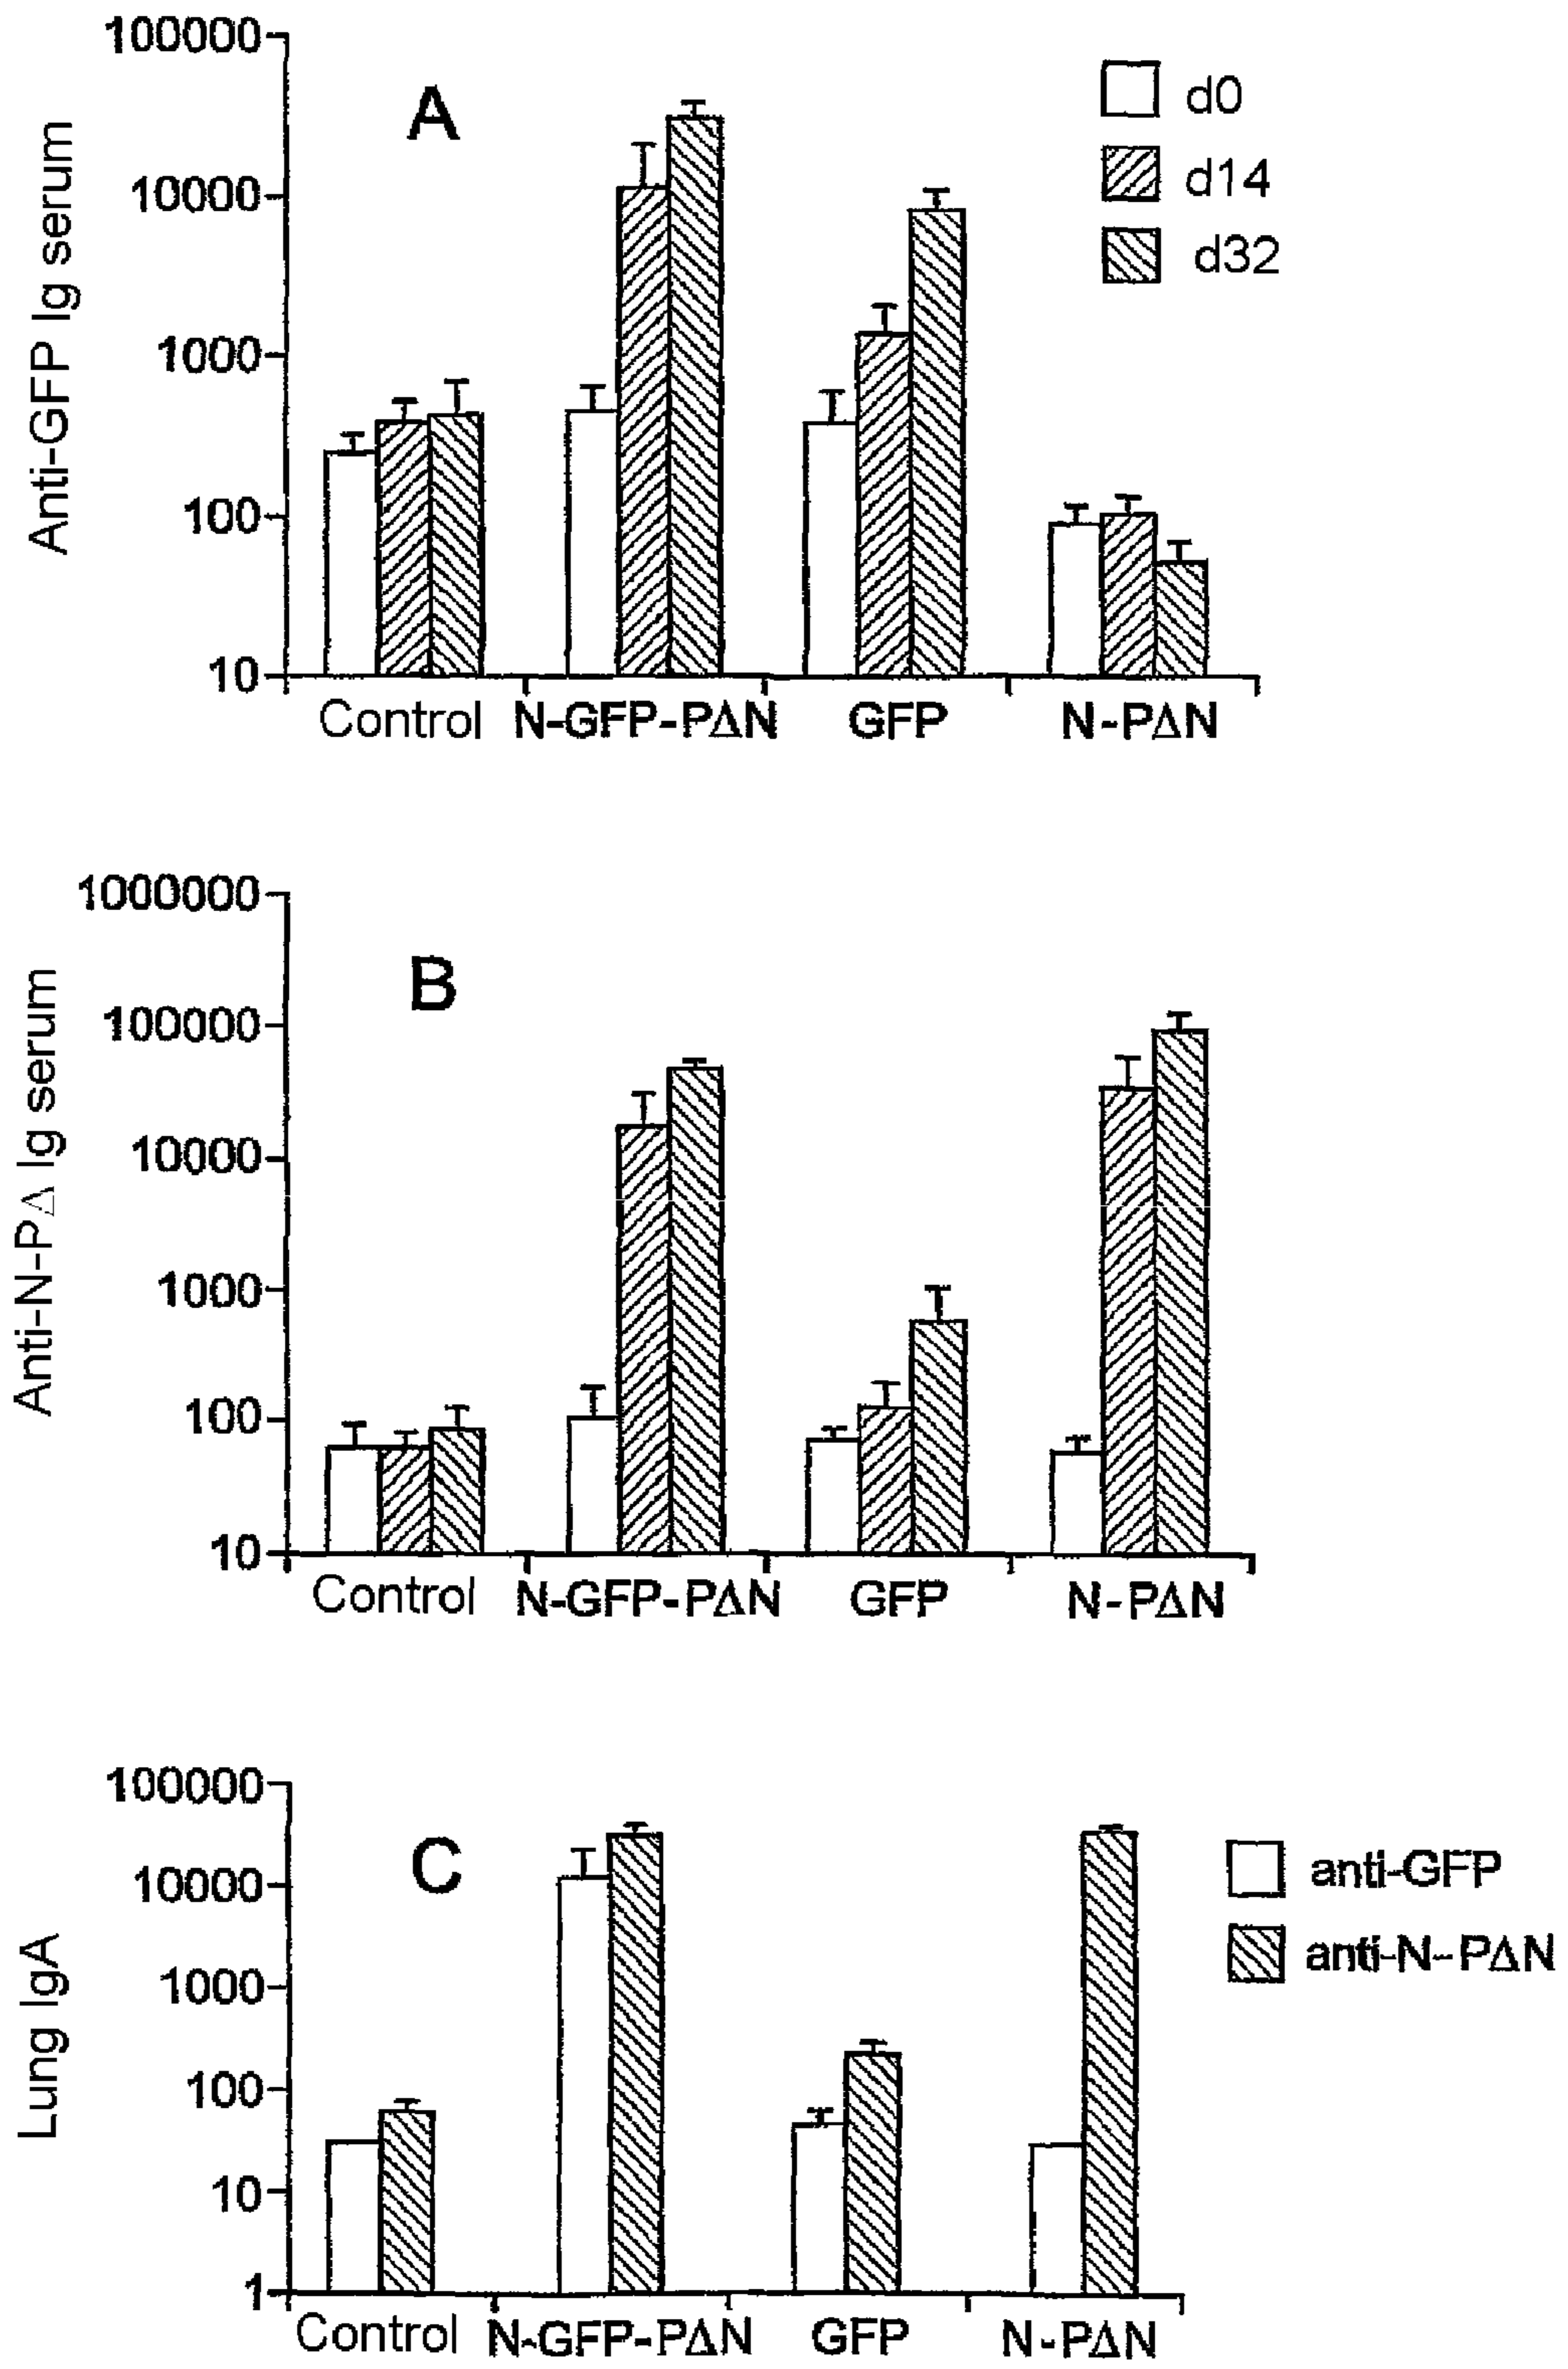 100000
A
d0
d14
10000
d32
1000
100
10
Anti-GFP Ig serum
Control N-GFP-PΔN GFP N-PΔN
1000000
B
100000
10000
1000
100
10
Anti-N-PΔ Ig serum
Control N-GFP-PΔN GFP N-PΔN
100000
C
anti-GFP
10000
anti-N-PΔN
1000
100
10
1
Lung IgA
Control N-GFP-PΔN GFP N-PΔN